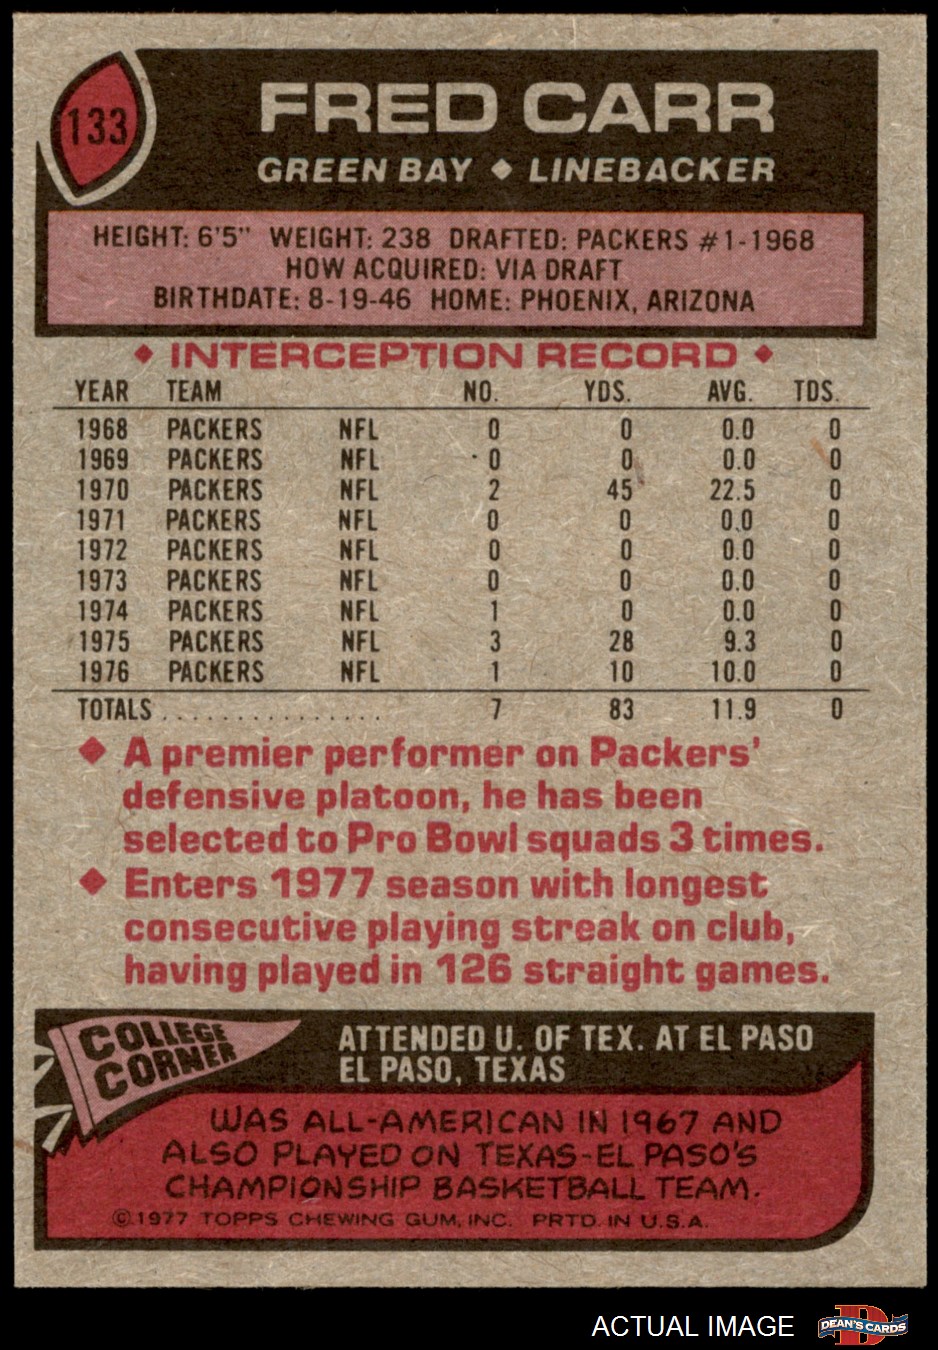 133
FRED CARR
GREEN BAY ◆ LINEBACKER
HEIGHT: 6'5" WEIGHT: 238 DRAFTED: PACKERS #1-1968
HOW ACQUIRED: VIA DRAFT
BIRTHDATE: 8-19-46 HOME: PHOENIX, ARIZONA
◆ INTERCEPTION RECORD ◆
YEAR TEAM NO. YDS. AVG. TDS.
1968 PACKERS NFL 0 0 0.0 0
1969 PACKERS NFL 0 0 0.0 0
1970 PACKERS NFL 2 45 22.5 0
1971 PACKERS NFL 0 0 0.0 0
1972 PACKERS NFL 0 0 0.0 0
1973 PACKERS NFL 0 0 0.0 0
1974 PACKERS NFL 1 0 0.0 0
1975 PACKERS NFL 3 28 9.3 0
1976 PACKERS NFL 1 10 10.0 0
TOTALS ................ 7 83 11.9 0
◆ A premier performer on Packers'
defensive platoon, he has been
selected to Pro Bowl squads 3 times.
◆ Enters 1977 season with longest
consecutive playing streak on club,
having played in 126 straight games.
COLLEGE
CORNER
ATTENDED U. OF TEX. AT EL PASO
EL PASO, TEXAS
WAS ALL-AMERICAN IN 1967 AND
ALSO PLAYED ON TEXAS-EL PASO'S
CHAMPIONSHIP BASKETBALL TEAM.
©1977 TOPPS CHEWING GUM, INC. PRTD. IN U.S.A.
ACTUAL IMAGE
D
DEAN'S CARDS